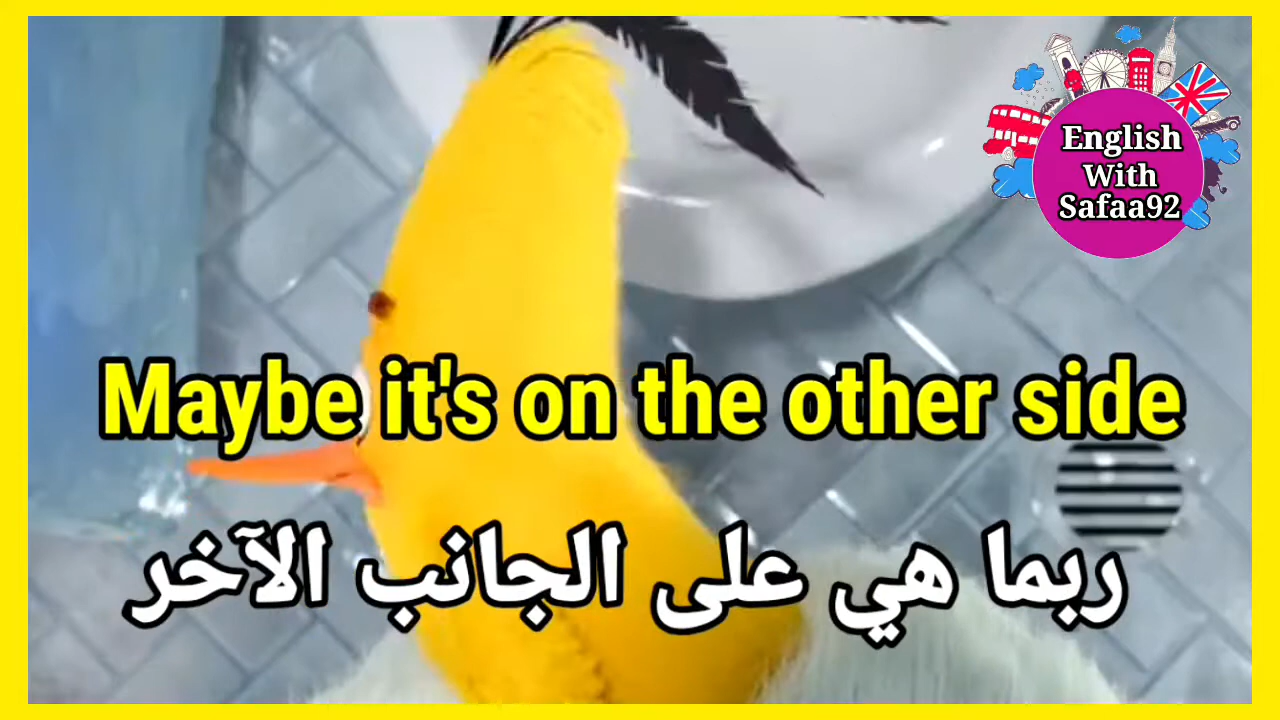 English
With
Safaa92
Maybe it's on the other side
ربما هي على الجانب الآخر